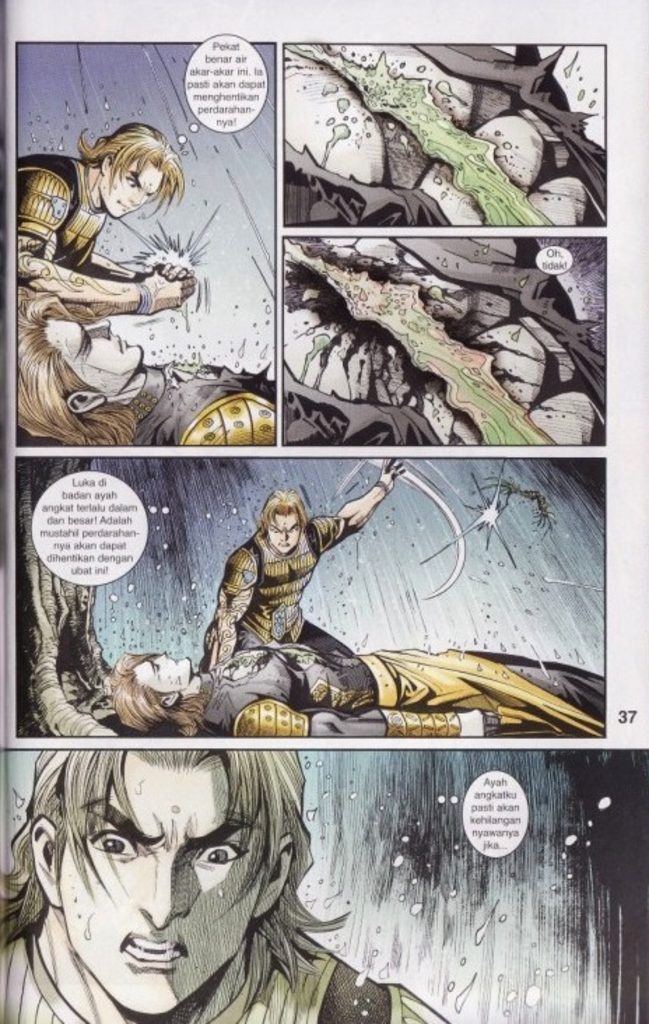 Pekat
benar air
akar-akar ini. Ia
pasti akan dapat
menghentikan
perdarahan-
nya!
Oh,
tidak!
Luka di
badan ayah
angkat terlalu dalam
dan besar! Adalah
mustahil perdarahan-
nya akan dapat
dihentikan dengan
ubat ini!
37
Ayah
angkatku
pasti akan
kehilangan
nyawanya
jika...